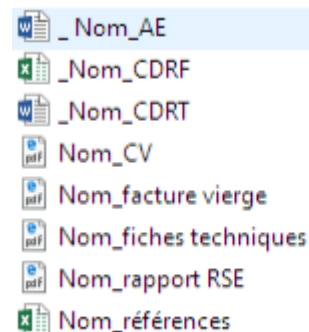 _ Nom_AE
_Nom_CDRF
_Nom_CDRT
Nom_CV
Nom_facture vierge
Nom_fiches techniques
Nom_rapport RSE
Nom_références